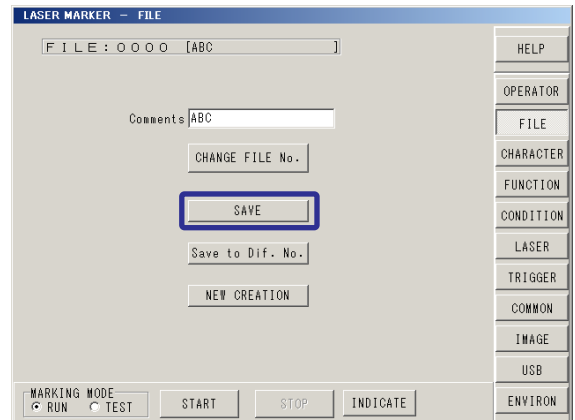 LASER MARKER － FILE
ＦＩＬＥ：００００ [ABC ]
Comments ABC
CHANGE FILE No.
SAVE
Save to Dif. No.
NEW CREATION
MARKING MODE
RUN TEST
START
STOP
INDICATE
HELP
OPERATOR
FILE
CHARACTER
FUNCTION
CONDITION
LASER
TRIGGER
COMMON
IMAGE
USB
ENVIRON